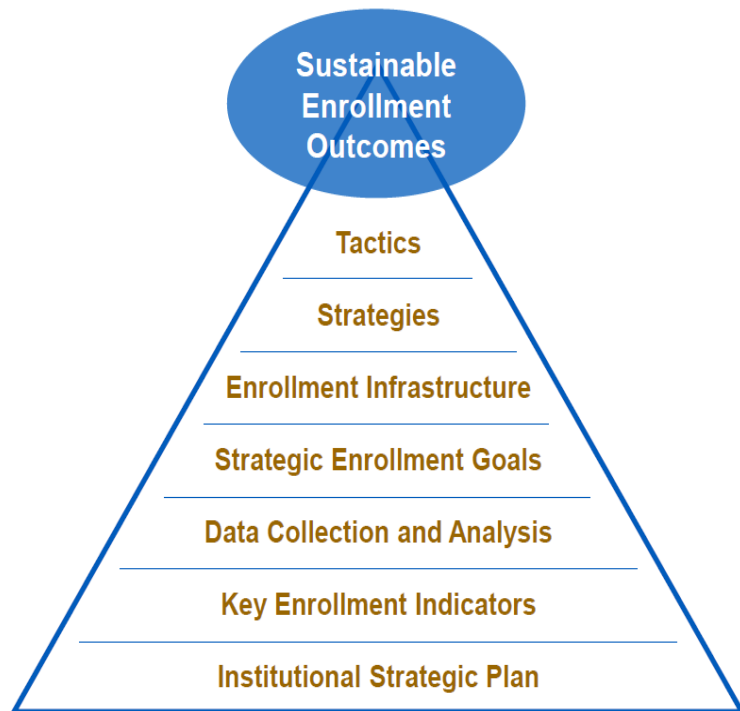 Sustainable
Enrollment
Outcomes
Tactics
Strategies
Enrollment Infrastructure
Strategic Enrollment Goals
Data Collection and Analysis
Key Enrollment Indicators
Institutional Strategic Plan